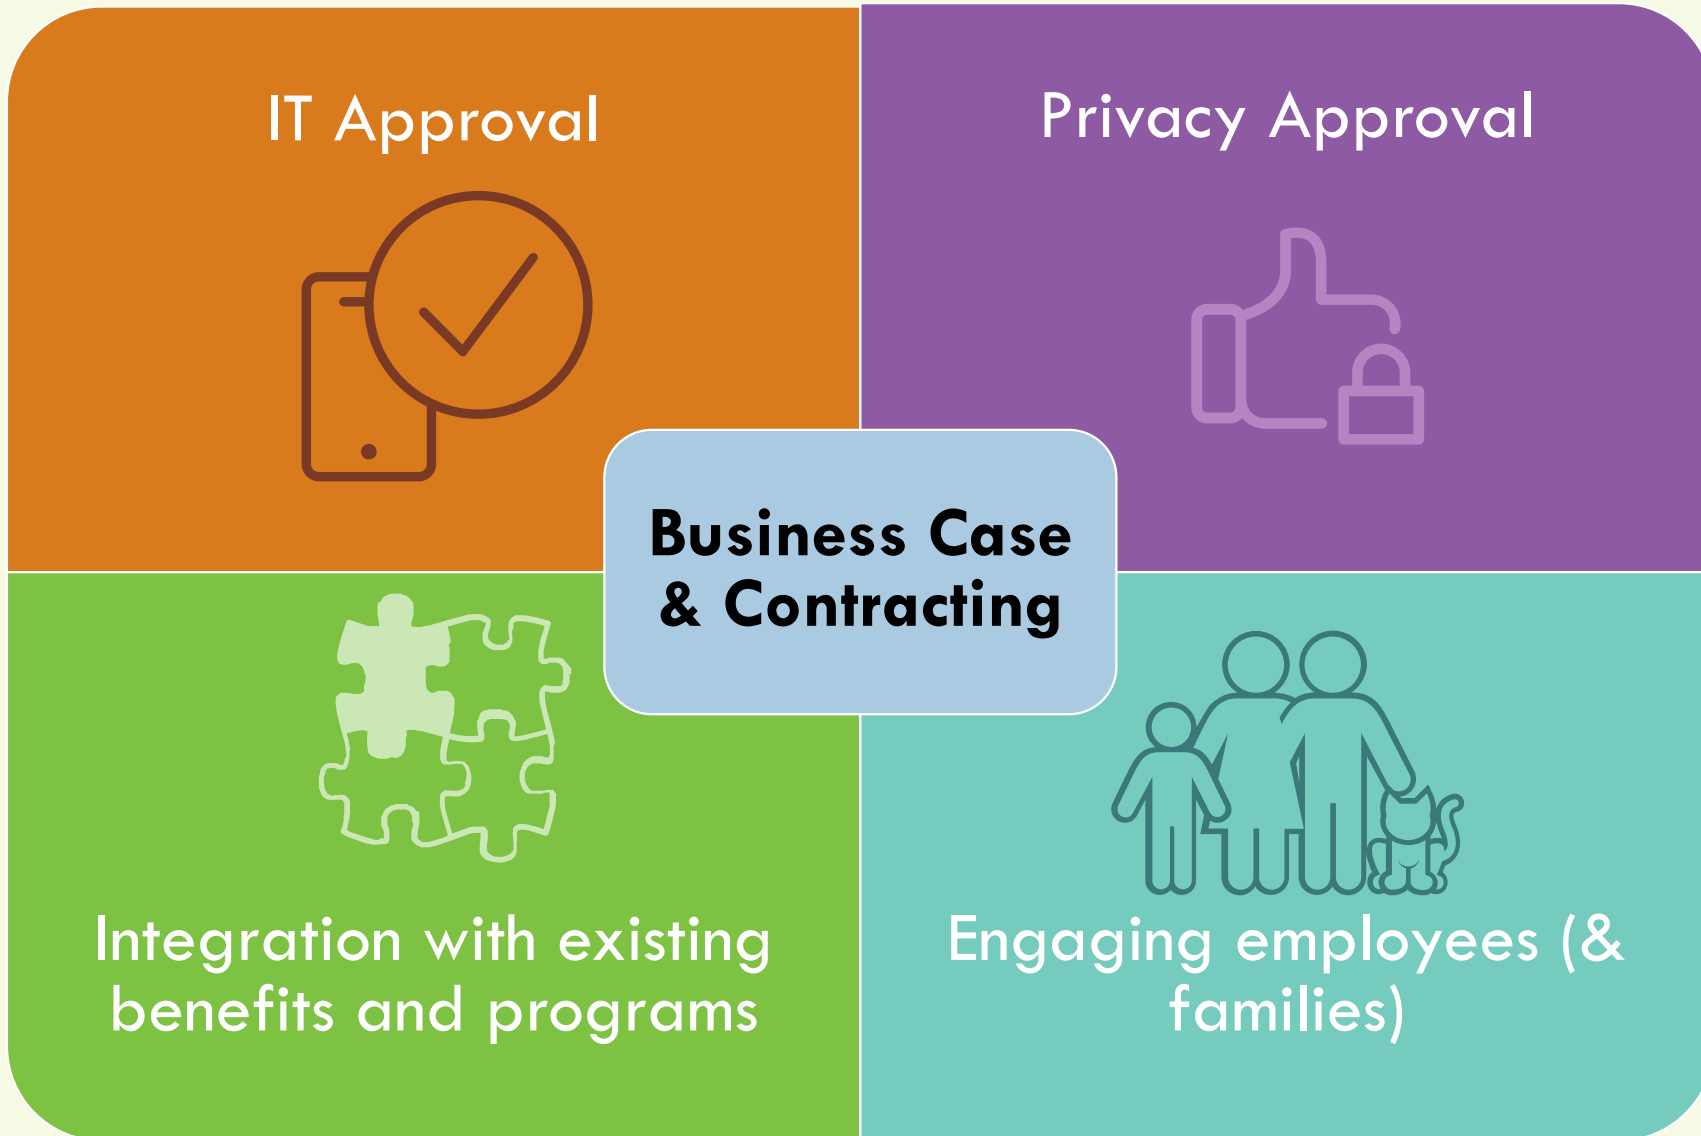 IT Approval
Privacy Approval
Business Case
& Contracting
Integration with existing
benefits and programs
Engaging employees (&
families)